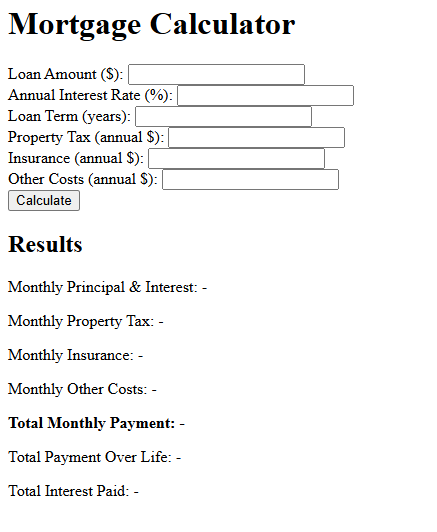 Mortgage Calculator
Loan Amount ($):
Annual Interest Rate (%):
Loan Term (years):
Property Tax (annual $):
Insurance (annual $):
Other Costs (annual $):
Calculate
Results
Monthly Principal & Interest: -
Monthly Property Tax: -
Monthly Insurance: -
Monthly Other Costs: -
Total Monthly Payment: -
Total Payment Over Life: -
Total Interest Paid: -